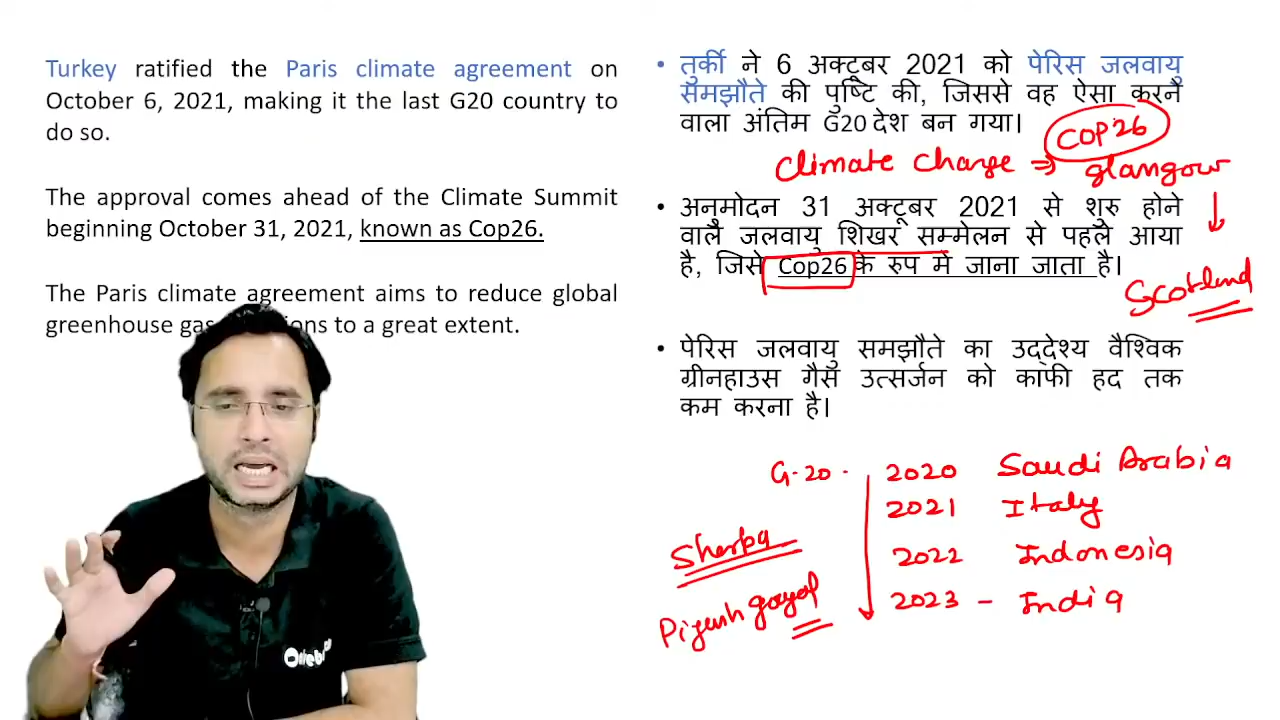 Turkey ratified the Paris climate agreement on
October 6, 2021, making it the last G20 country to
do so.
The approval comes ahead of the Climate Summit
beginning October 31, 2021, known as Cop26.
The Paris climate agreement aims to reduce global
greenhouse gas ions to a great extent.
• तुर्की ने 6 अक्टूबर 2021 को पेरिस जलवायु
समझौते की पुष्टि की, जिससे वह ऐसा करने
वाला अंतिम G20 देश बन गया।
COP26
Climate Change ⇒ glangour
• अनुमोदन 31 अक्टूबर 2021 से शुरु होने
वाले जलवायु शिखर सम्मेलन से पहले आया
है, जिसे Cop26 के रुप में जाना जाता है।
Scotland
• पेरिस जलवायु समझौते का उद्देश्य वैश्विक
ग्रीनहाउस गैस उत्सर्जन को काफी हद तक
कम करना है।
G-20- 2020 Saudi Arabia
2021 Italy
Sherpa
2022 Indonesia
Piyush goyal
2023 - India